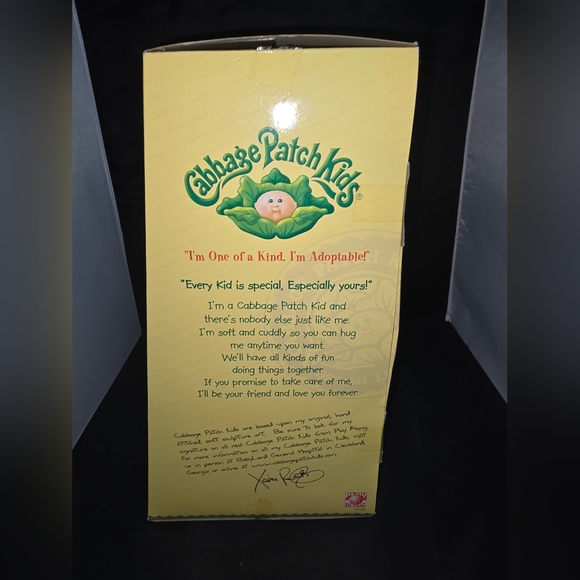 Cabbage Patch Kids®
"I'm One of a Kind, I'm Adoptable!"
"Every Kid is special, Especially yours!"
I'm a Cabbage Patch Kid and
there's nobody else just like me.
I'm soft and cuddly so you can hug
me anytime you want.
We'll have all kinds of fun
doing things together.
If you promise to take care of me,
I'll be your friend and love you forever.
Cabbage Patch Kids are based upon my original hand
stitched, soft sculpture art. Be sure to look for my
signature on all real Cabbage Patch Kids from Play Along.
For more information on all my Cabbage Patch Kids, visit
us in person at BabyLand General Hospital in Cleveland,
Georgia or online at www.cabbagepatchkids.com.
PLAY
ALONG